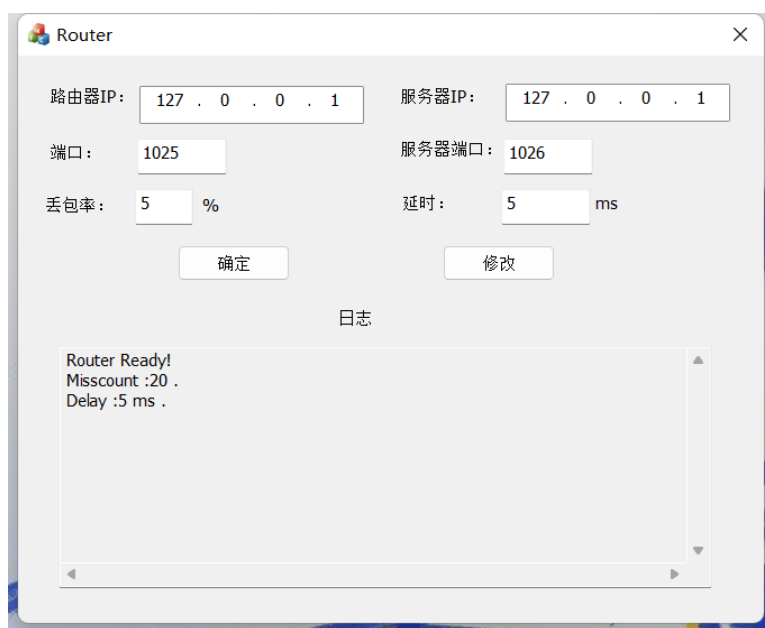 Router
路由器IP： 127 . 0 . 0 . 1 服务器IP： 127 . 0 . 0 . 1
端口： 1025 服务器端口： 1026
丢包率： 5 % 延时： 5 ms
确定 修改
日志
Router Ready!
Misscount :20 .
Delay :5 ms .